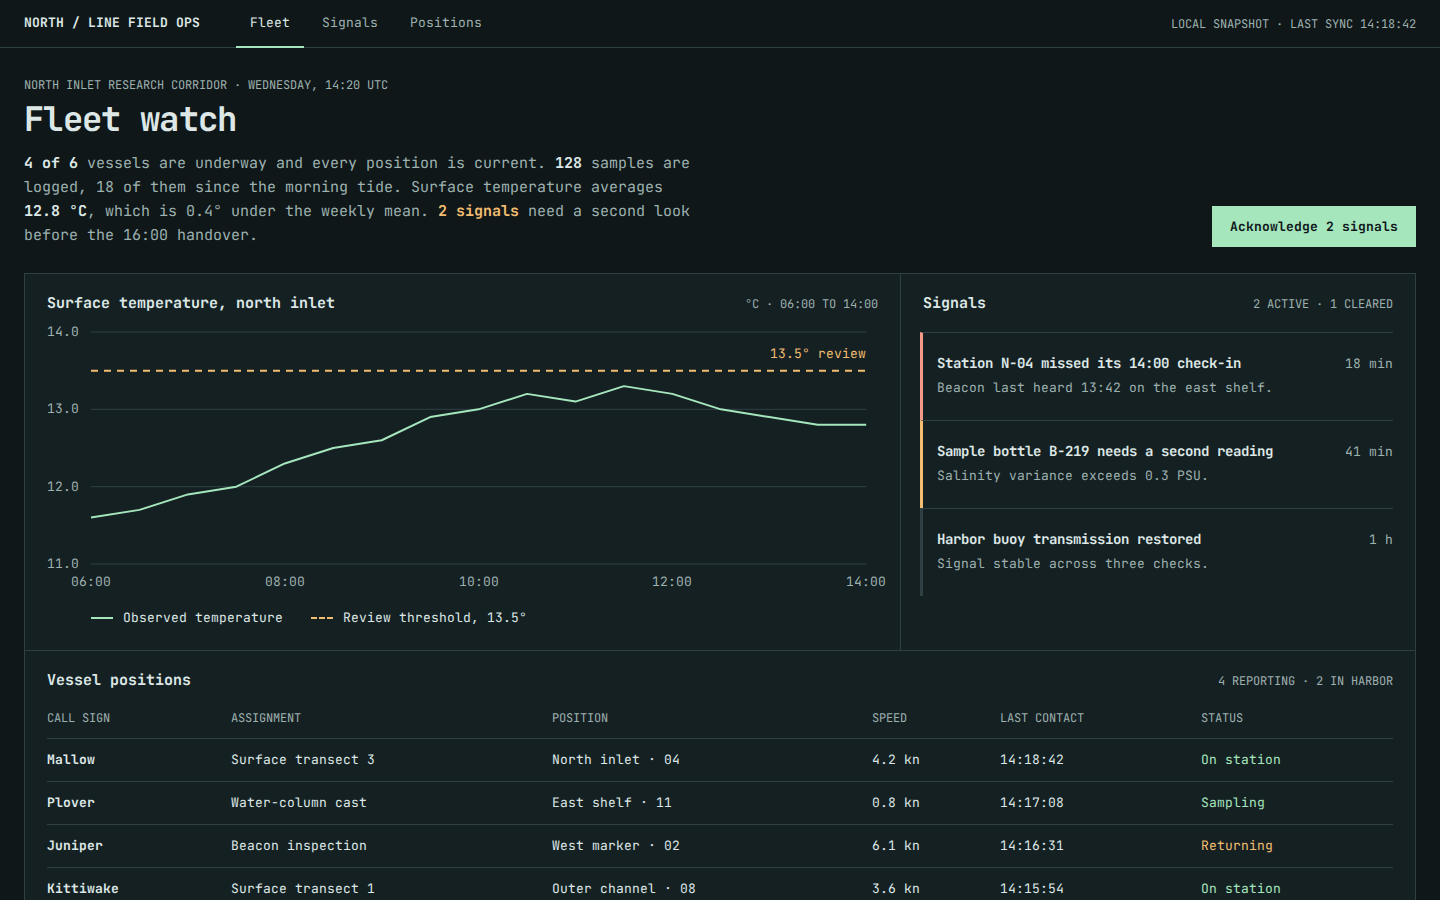 NORTH / LINE FIELD OPS Fleet Signals Positions LOCAL SNAPSHOT · LAST SYNC 14:18:42
NORTH INLET RESEARCH CORRIDOR · WEDNESDAY, 14:20 UTC
Fleet watch
4 of 6 vessels are underway and every position is current. 128 samples are
logged, 18 of them since the morning tide. Surface temperature averages
12.8 °C, which is 0.4° under the weekly mean. 2 signals need a second look
before the 16:00 handover.
Acknowledge 2 signals
Surface temperature, north inlet °C · 06:00 TO 14:00
14.0
13.5° review
13.0
12.0
11.0
06:00 08:00 10:00 12:00 14:00
Observed temperature Review threshold, 13.5°
Signals 2 ACTIVE · 1 CLEARED
Station N-04 missed its 14:00 check-in 18 min
Beacon last heard 13:42 on the east shelf.
Sample bottle B-219 needs a second reading 41 min
Salinity variance exceeds 0.3 PSU.
Harbor buoy transmission restored 1 h
Signal stable across three checks.
Vessel positions 4 REPORTING · 2 IN HARBOR
CALL SIGN ASSIGNMENT POSITION SPEED LAST CONTACT STATUS
Mallow Surface transect 3 North inlet · 04 4.2 kn 14:18:42 On station
Plover Water-column cast East shelf · 11 0.8 kn 14:17:08 Sampling
Juniper Beacon inspection West marker · 02 6.1 kn 14:16:31 Returning
Kittiwake Surface transect 1 Outer channel · 08 3.6 kn 14:15:54 On station